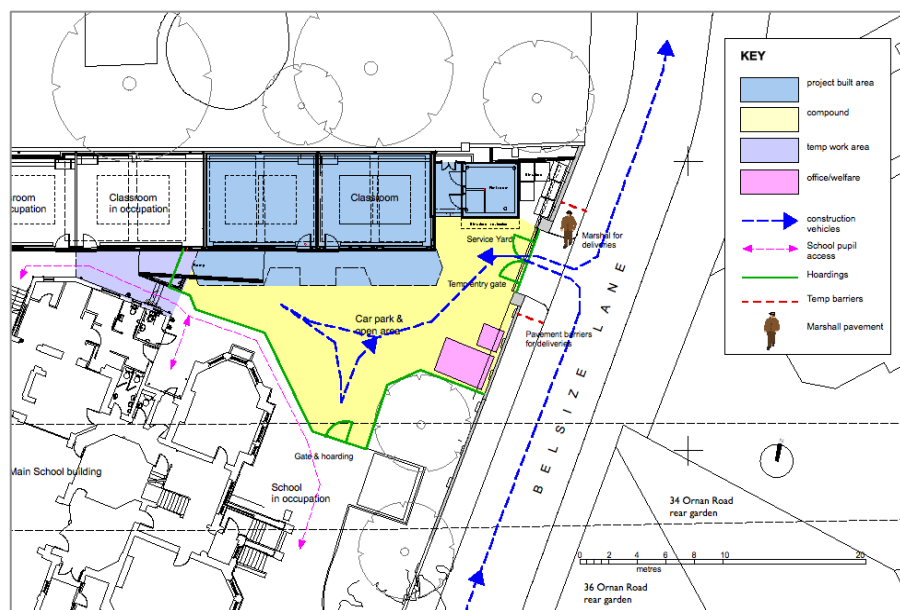 KEY
project built area
compound
temp work area
office/welfare
construction
vehicles
School pupil
access
Hoardings
Temp barriers
Marshall pavement
room
ccupation
Classroom
in occupation
Classroom
Service Yard
Marshal for
deliveries
Temp entry gate
Car park &
open area
Pavement barriers
for deliveries
BELSIZE LANE
Gate & hoarding
Main School building
School
in occupation
34 Ornan Road
rear garden
0 2 4 6 8 10 20
metres
36 Ornan Road
rear garden